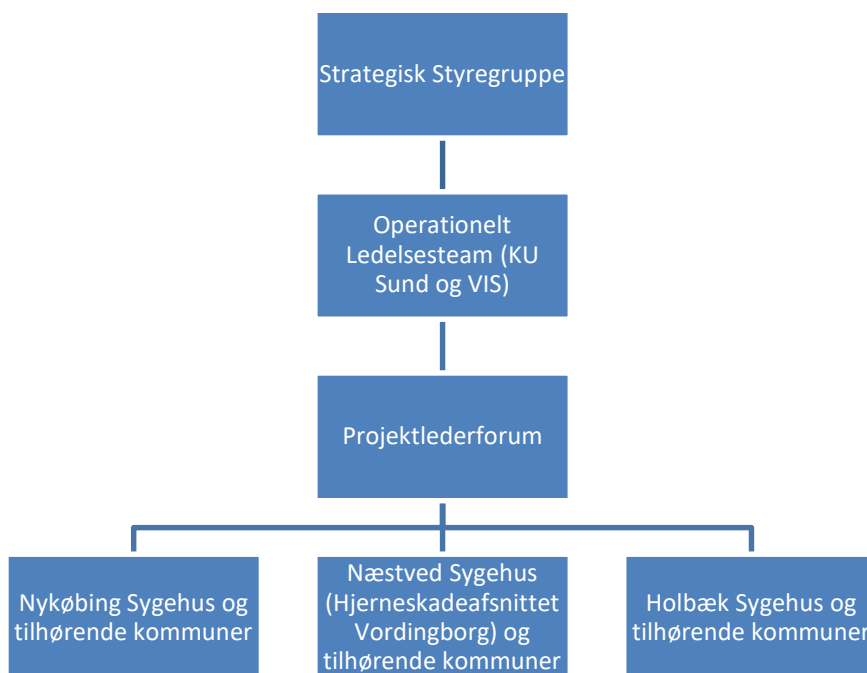 Strategisk Styregruppe
Operationelt
Ledelsesteam (KU
Sund og VIS)
Projektlederforum
Nykøbing Sygehus og
tilhørende kommuner
Næstved Sygehus
(Hjerneskadeafsnittet
Vordingborg) og
tilhørende kommuner
Holbæk Sygehus og
tilhørende kommuner